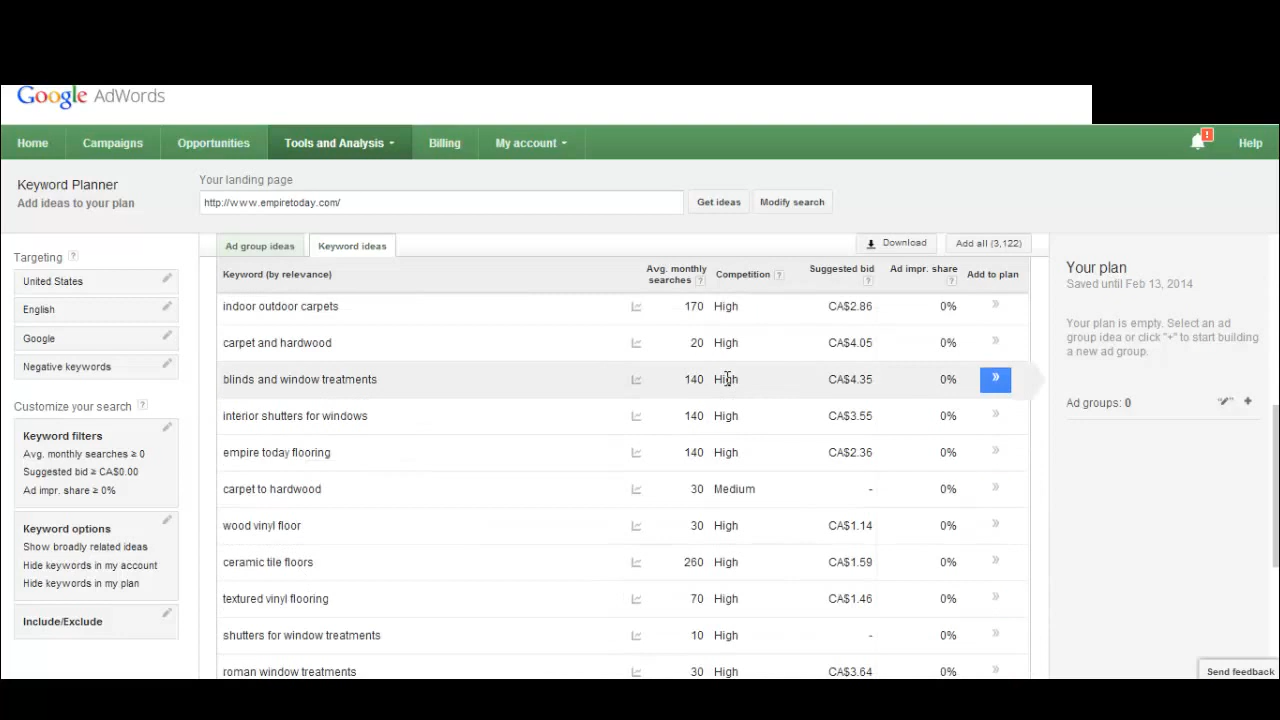 Google AdWords
Home Campaigns Opportunities Tools and Analysis Billing My account ! Help
Keyword Planner
Add ideas to your plan
Your landing page
http://www.empiretoday.com/ Get ideas Modify search
Targeting ?
United States
English
Google
Negative keywords
Customize your search ?
Keyword filters
Avg. monthly searches ≥ 0
Suggested bid ≥ CA$0.00
Ad impr. share ≥ 0%
Keyword options
Show broadly related ideas
Hide keywords in my account
Hide keywords in my plan
Include/Exclude
Ad group ideas Keyword ideas Download Add all (3,122)
Keyword (by relevance) Avg. monthly searches ? Competition ? Suggested bid ? Ad impr. share ? Add to plan
indoor outdoor carpets 170 High CA$2.86 0% »
carpet and hardwood 20 High CA$4.05 0% »
blinds and window treatments 140 High CA$4.35 0% »
interior shutters for windows 140 High CA$3.55 0% »
empire today flooring 140 High CA$2.36 0% »
carpet to hardwood 30 Medium - 0% »
wood vinyl floor 30 High CA$1.14 0% »
ceramic tile floors 260 High CA$1.59 0% »
textured vinyl flooring 70 High CA$1.46 0% »
shutters for window treatments 10 High - 0% »
roman window treatments 30 High CA$3.64 0% »
Your plan
Saved until Feb 13, 2014
Your plan is empty. Select an ad
group idea or click "+" to start building
a new ad group.
Ad groups: 0
Send feedback